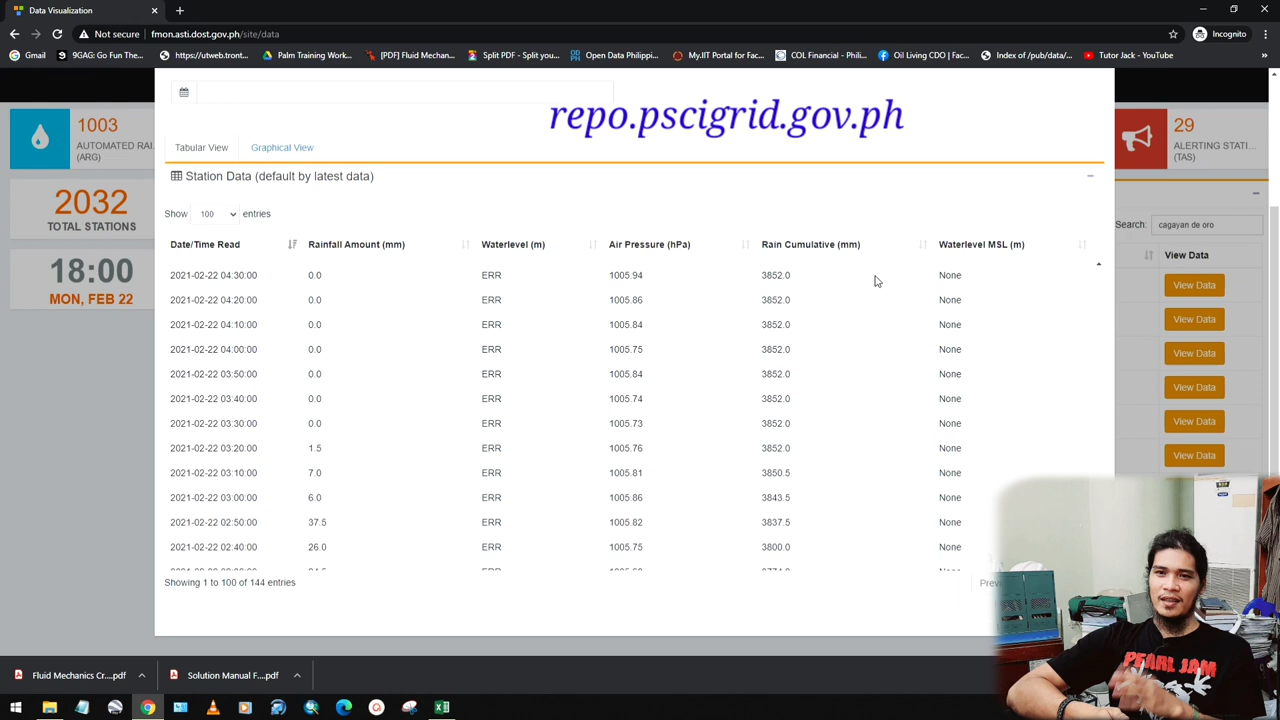 Data Visualization
Not secure fmon.asti.dost.gov.ph/site/data Incognito
Gmail 9GAG: Go Fun The... https://utweb.tront... Palm Training Work... [PDF] Fluid Mechan... Split PDF - Split you... Open Data Philippin... MyJIT Portal for Fac... COL Financial - Phili... Oil Living CDO | Fac... Index of /pub/data/... Tutor Jack - YouTube
repo.pscigrid.gov.ph
1003
AUTOMATED RAI...
(ARG)
29
ALERTING STATI...
(TAS)
2032
TOTAL STATIONS
18:00
MON, FEB 22
Tabular View Graphical View
Station Data (default by latest data)
Show 100 entries
Search: cagayan de oro
Date/Time Read Rainfall Amount (mm) Waterlevel (m) Air Pressure (hPa) Rain Cumulative (mm) Waterlevel MSL (m)
View Data
2021-02-22 04:30:00 0.0 ERR 1005.94 3852.0 None
2021-02-22 04:20:00 0.0 ERR 1005.86 3852.0 None
2021-02-22 04:10:00 0.0 ERR 1005.84 3852.0 None
2021-02-22 04:00:00 0.0 ERR 1005.75 3852.0 None
2021-02-22 03:50:00 0.0 ERR 1005.84 3852.0 None
2021-02-22 03:40:00 0.0 ERR 1005.74 3852.0 None
2021-02-22 03:30:00 0.0 ERR 1005.73 3852.0 None
2021-02-22 03:20:00 1.5 ERR 1005.76 3852.0 None
2021-02-22 03:10:00 7.0 ERR 1005.81 3850.5 None
2021-02-22 03:00:00 6.0 ERR 1005.86 3843.5 None
2021-02-22 02:50:00 37.5 ERR 1005.82 3837.5 None
2021-02-22 02:40:00 26.0 ERR 1005.75 3800.0 None
View Data
View Data
View Data
View Data
View Data
View Data
Showing 1 to 100 of 144 entries
Previ
PEARL JAM
Fluid Mechanics Cr....pdf Solution Manual F....pdf